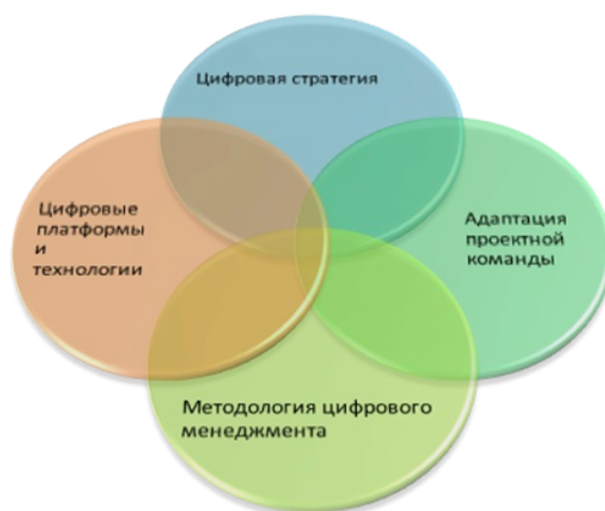 Цифровая стратегия
Цифровые
платформы
и
технологии
Адаптация
проектной
команды
Методология цифрового
менеджмента